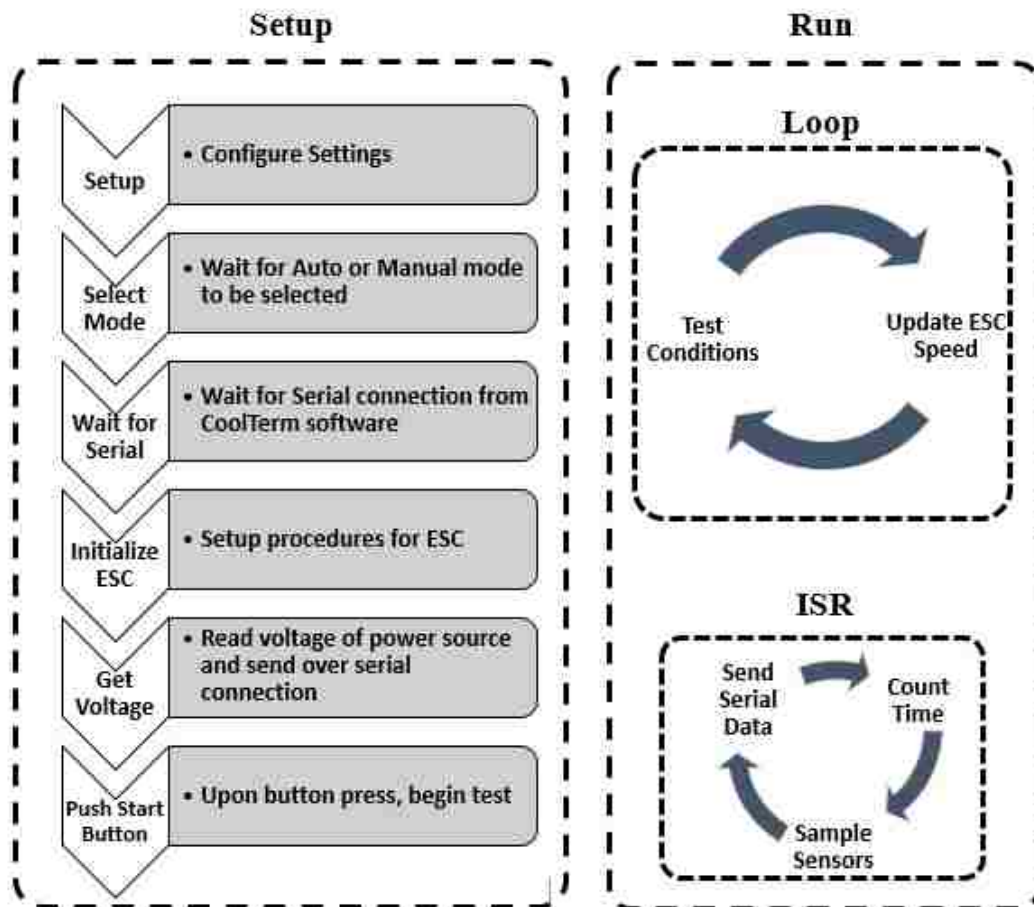 Setup
Setup
• Configure Settings
Select
Mode
• Wait for Auto or Manual mode
to be selected
Wait for
Serial
• Wait for Serial connection from
CoolTerm software
Initialize
ESC
• Setup procedures for ESC
Get
Voltage
• Read voltage of power source
and send over serial
connection
Push Start
Button
• Upon button press, begin test
Run
Loop
Test
Conditions
Update ESC
Speed
ISR
Send
Serial
Data
Count
Time
Sample
Sensors